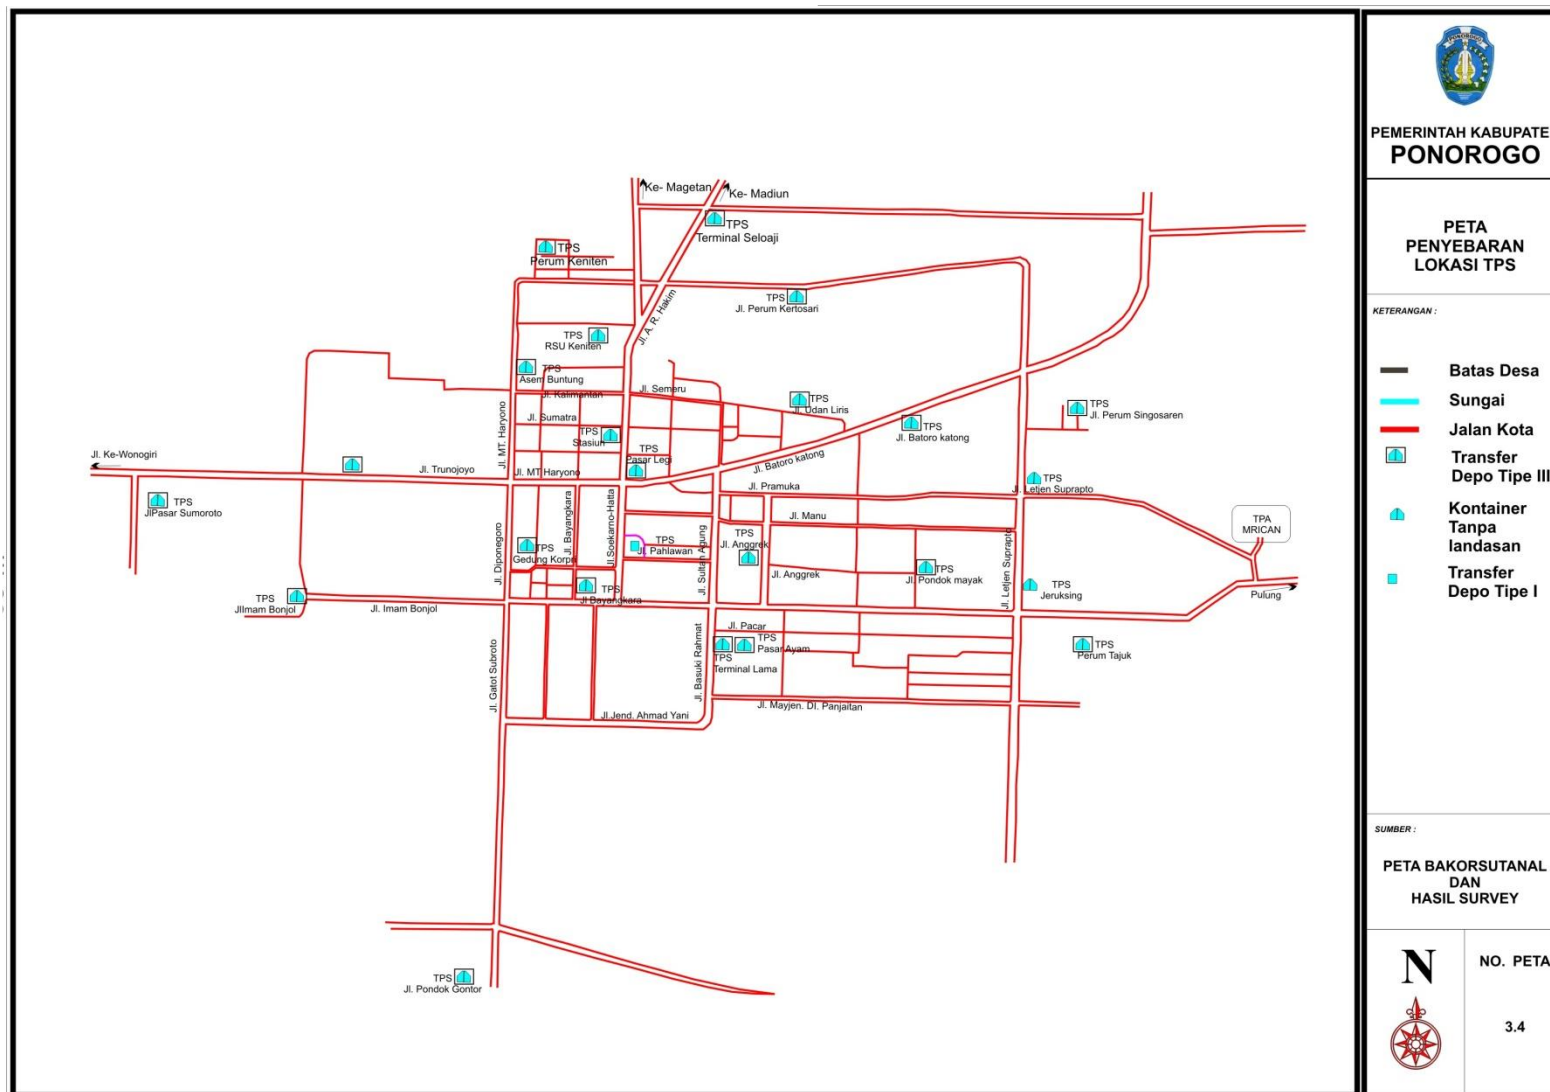 Ke- Magetan
Ke- Madiun
TPS
Terminal Seloaji
TPS
Perum Keniten
TPS
Jl. Perum Kertosari
Jl. A. R. Hakim
TPS
RSU Keniten
TPS
Asem Buntung
Jl. Kalimantan
Jl. Semeru
TPS
Jl. Udan Liris
TPS
Jl. Perum Singosaren
Jl. MT. Haryono
Jl. Sumatra
TPS
Stasiun
TPS
Jl. Batoro katong
TPS
Pasar Legi
Jl. Batoro katong
Jl. Ke-Wonogiri
Jl. Trunojoyo
Jl. MT Haryono
TPS
Jl. Letjen Suprapto
Jl. Pramuka
TPS
JlPasar Sumoroto
Jl. Manu
TPA
MRICAN
Jl. Diponegoro
Jl. Bayangkara
Jl.Soekarno-Hatta
TPS
Gedung Korpri
TPS
Jl. Pahlawan
Jl. Sultan Agung
TPS
Jl. Anggrek
Jl. Anggrek
TPS
Jl. Pondok mayak
Jl. Letjen Suprapto
TPS
Jeruksing
Pulung
TPS
JlImam Bonjol
Jl. Imam Bonjol
TPS
Jl Bayangkara
Jl. Pacar
TPS
Pasar Ayam
TPS
Terminal Lama
TPS
Perum Tajuk
Jl. Gatot Subroto
Jl. Basuki Rahmat
Jl.Jend. Ahmad Yani
Jl. Mayjen. DI. Panjaitan
TPS
Jl. Pondok Gontor
PONOROGO
PEMERINTAH KABUPATE
PONOROGO
PETA
PENYEBARAN
LOKASI TPS
KETERANGAN :
Batas Desa
Sungai
Jalan Kota
Transfer
Depo Tipe III
Kontainer
Tanpa
landasan
Transfer
Depo Tipe I
SUMBER :
PETA BAKORSUTANAL
DAN
HASIL SURVEY
N
NO. PETA
3.4